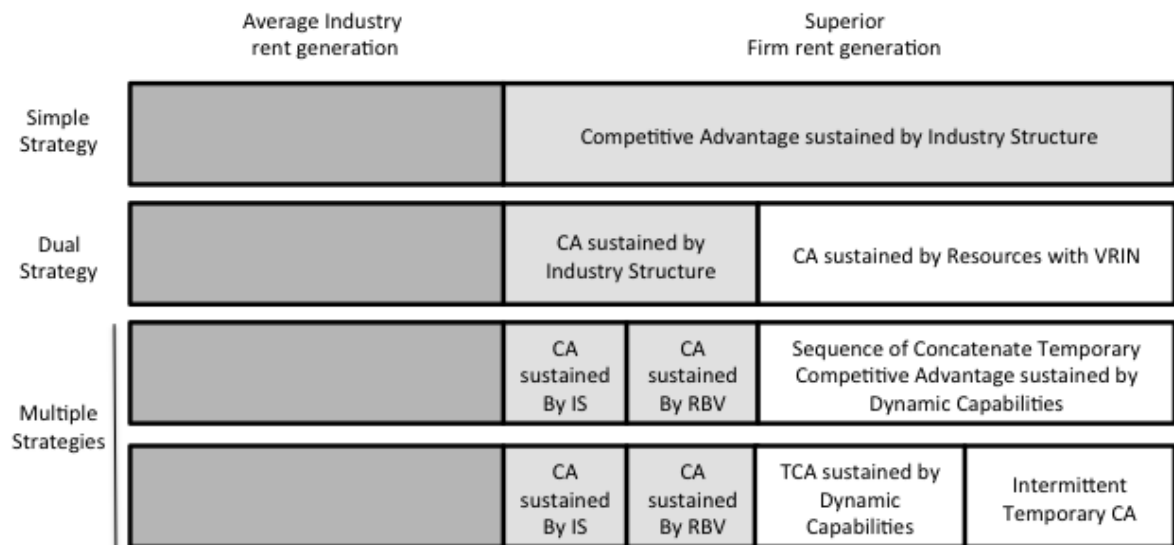 Average Industry
rent generation
Superior
Firm rent generation
Simple
Strategy
Competitive Advantage sustained by Industry Structure
Dual
Strategy
CA sustained by
Industry Structure
CA sustained by Resources with VRIN
Multiple
Strategies
CA
sustained
By IS
CA
sustained
By RBV
Sequence of Concatenate Temporary
Competitive Advantage sustained by
Dynamic Capabilities
CA
sustained
By IS
CA
sustained
By RBV
TCA sustained by
Dynamic
Capabilities
Intermittent
Temporary CA